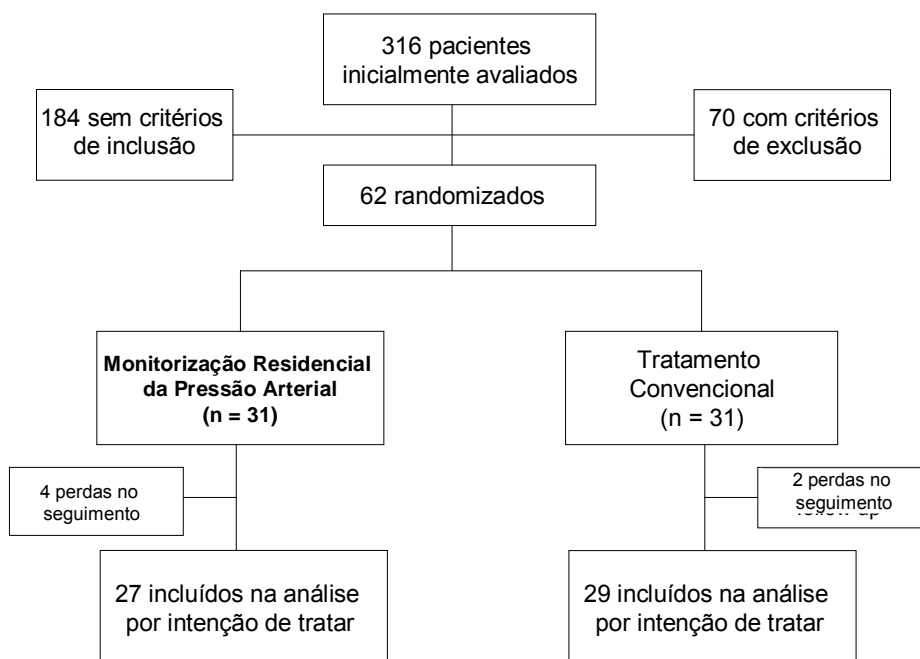 316 pacientes
inicialmente avaliados
184 sem critérios
de inclusão
70 com critérios
de exclusão
62 randomizados
Monitorização Residencial
da Pressão Arterial
(n = 31)
Tratamento
Convencional
(n = 31)
4 perdas no
seguimento
2 perdas no
seguimento
27 incluídos na análise
por intenção de tratar
29 incluídos na análise
por intenção de tratar